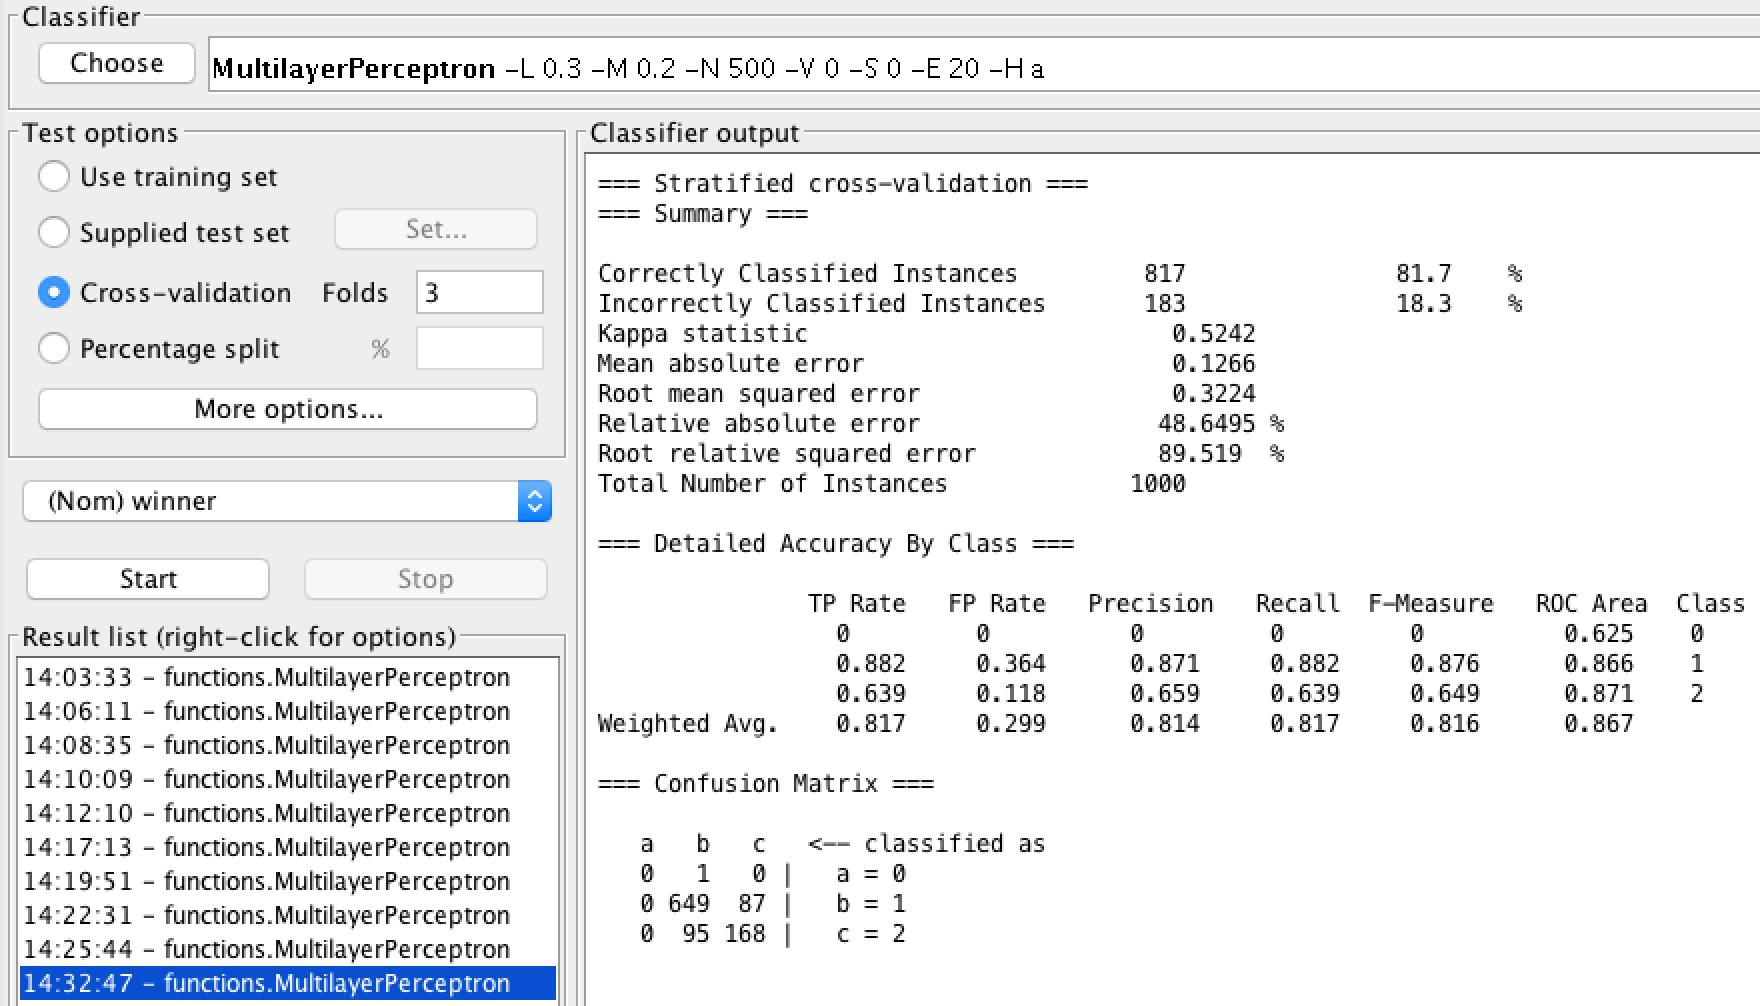 Classifier
Choose
MultilayerPerceptron -L 0.3 -M 0.2 -N 500 -V 0 -S 0 -E 20 -H a
Test options
Use training set
Supplied test set Set...
Cross-validation Folds 3
Percentage split %
More options...
(Nom) winner
Start Stop
Result list (right-click for options)
14:03:33 - functions.MultilayerPerceptron
14:06:11 - functions.MultilayerPerceptron
14:08:35 - functions.MultilayerPerceptron
14:10:09 - functions.MultilayerPerceptron
14:12:10 - functions.MultilayerPerceptron
14:17:13 - functions.MultilayerPerceptron
14:19:51 - functions.MultilayerPerceptron
14:22:31 - functions.MultilayerPerceptron
14:25:44 - functions.MultilayerPerceptron
14:32:47 - functions.MultilayerPerceptron
Classifier output
=== Stratified cross-validation ===
=== Summary ===
Correctly Classified Instances 817 81.7 %
Incorrectly Classified Instances 183 18.3 %
Kappa statistic 0.5242
Mean absolute error 0.1266
Root mean squared error 0.3224
Relative absolute error 48.6495 %
Root relative squared error 89.519 %
Total Number of Instances 1000
=== Detailed Accuracy By Class ===
TP Rate FP Rate Precision Recall F-Measure ROC Area Class
0 0 0 0 0 0.625 0
0.882 0.364 0.871 0.882 0.876 0.866 1
0.639 0.118 0.659 0.639 0.649 0.871 2
Weighted Avg. 0.817 0.299 0.814 0.817 0.816 0.867
=== Confusion Matrix ===
a b c <-- classified as
0 1 0 | a = 0
0 649 87 | b = 1
0 95 168 | c = 2